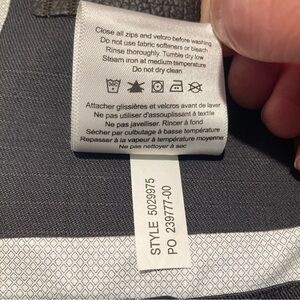 Close all zips and velcro before washing
Do not use fabric softeners or bleach
Rinse thoroughly. Tumble dry low
Steam iron at medium temperature
Do not dry clean
Attacher glissières et velcros avant de laver
Ne pas utiliser d'assouplissant à textile
Ne pas javelliser. Rincer à fond
Sécher par culbutage à basse température
Repasser à la vapeur à température moyenne
Ne pas nettoyer à sec
STYLE 5029975
PO 239777-00